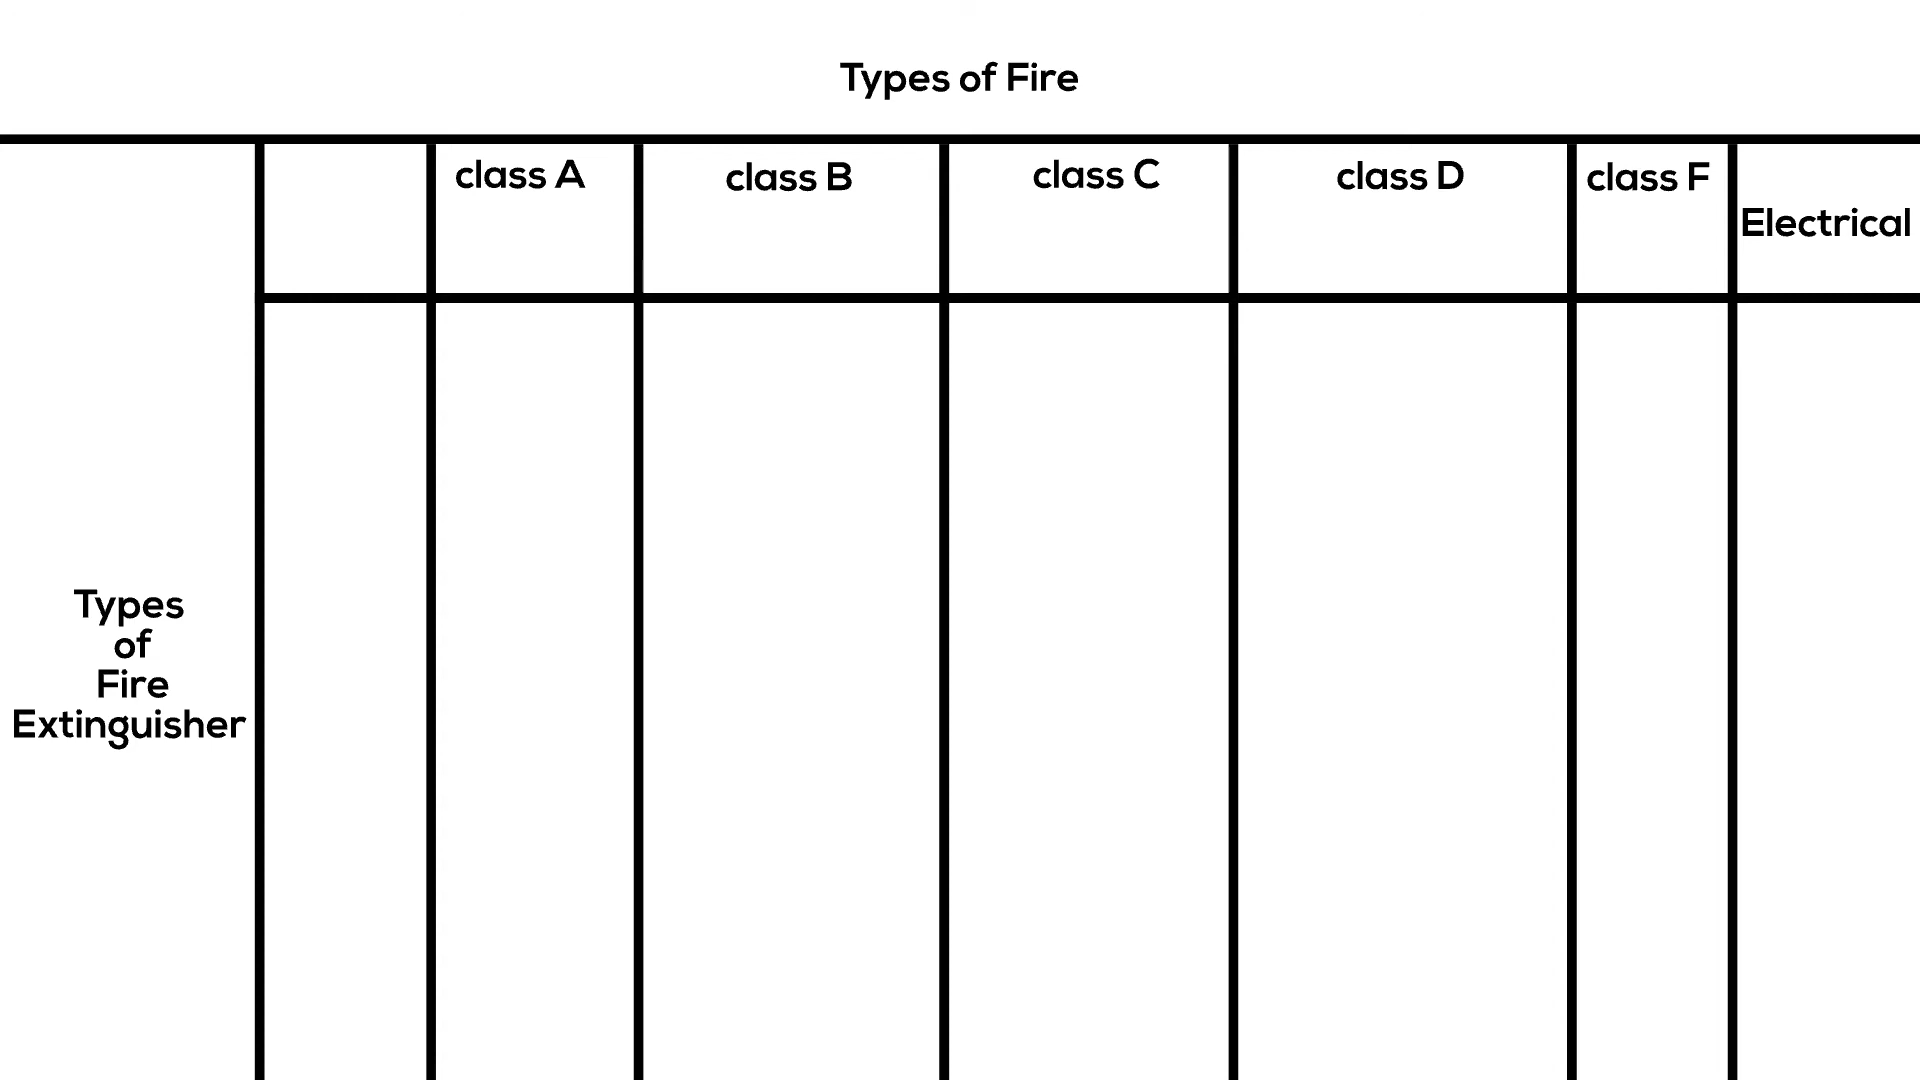 Types of Fire
class A
class B
class C
class D
class F
Electrical
Types
of
Fire
Extinguisher